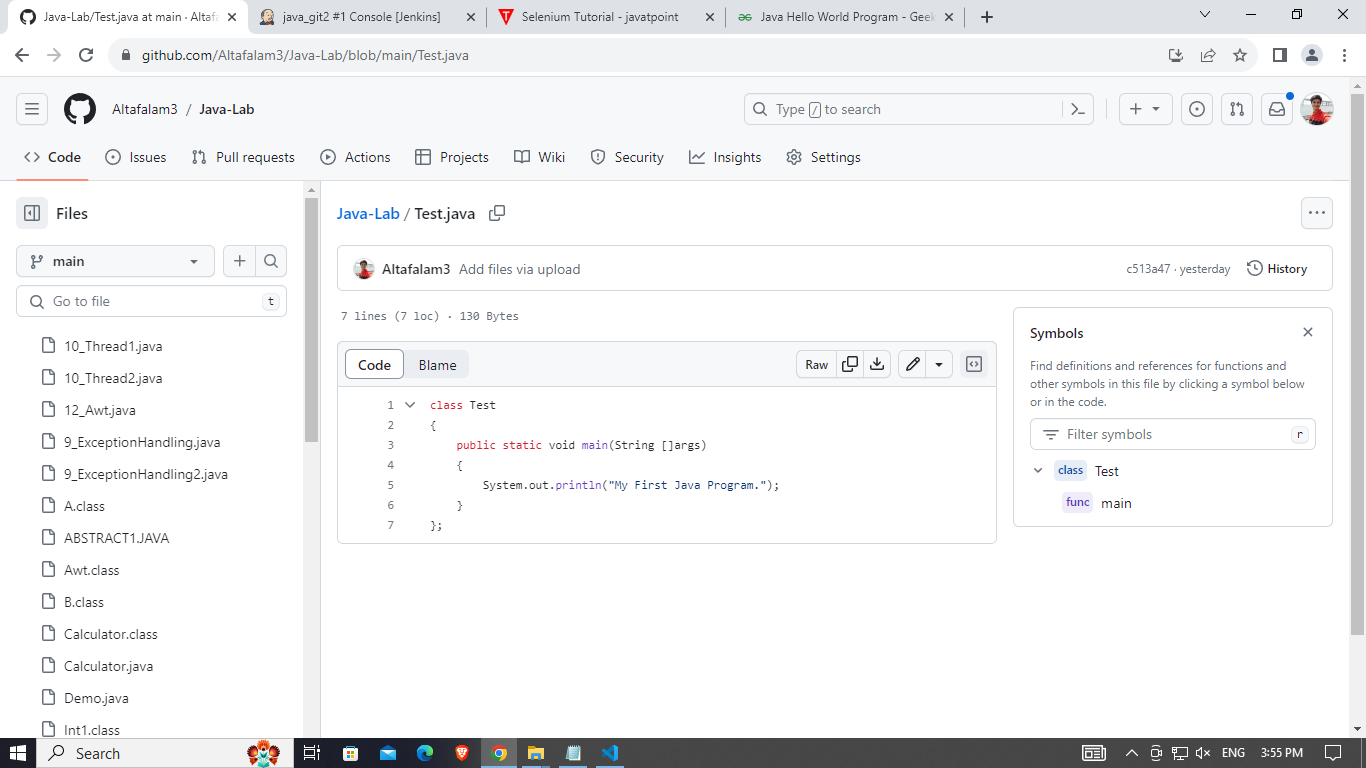 Java-Lab/Test.java at main · Altafa
java_git2 #1 Console [Jenkins]
Selenium Tutorial - javatpoint
Java Hello World Program - Geek
github.com/Altafalam3/Java-Lab/blob/main/Test.java
Altafalam3 / Java-Lab
Type / to search
Code
Issues
Pull requests
Actions
Projects
Wiki
Security
Insights
Settings
Files
main
Go to file
t
10_Thread1.java
10_Thread2.java
12_Awt.java
9_ExceptionHandling.java
9_ExceptionHandling2.java
A.class
ABSTRACT1.JAVA
Awt.class
B.class
Calculator.class
Calculator.java
Demo.java
Int1.class
Java-Lab / Test.java
Altafalam3 Add files via upload
c513a47 · yesterday
History
7 lines (7 loc) · 130 Bytes
Code
Blame
Raw
1 class Test
2 {
3 public static void main(String []args)
4 {
5 System.out.println("My First Java Program.");
6 }
7 };
Symbols
Find definitions and references for functions and
other symbols in this file by clicking a symbol below
or in the code.
Filter symbols
r
class Test
func main
Search
ENG
3:55 PM